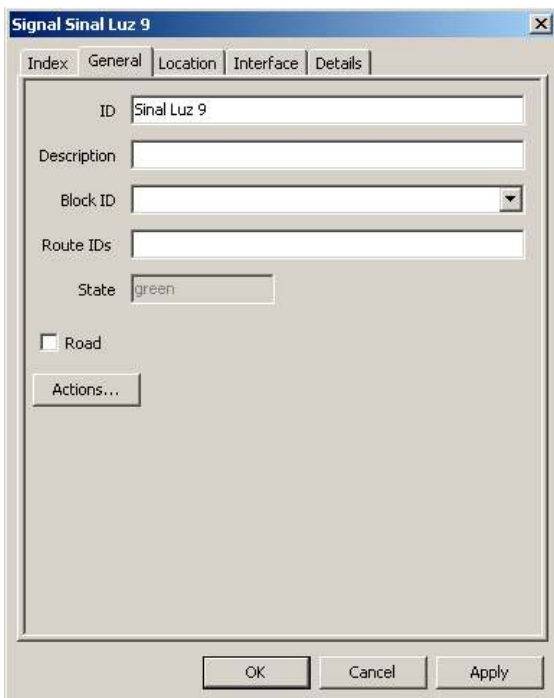 Signal Sinal Luz 9
Index General Location Interface Details
ID Sinal Luz 9
Description
Block ID
Route IDs
State green
Road
Actions...
OK Cancel Apply